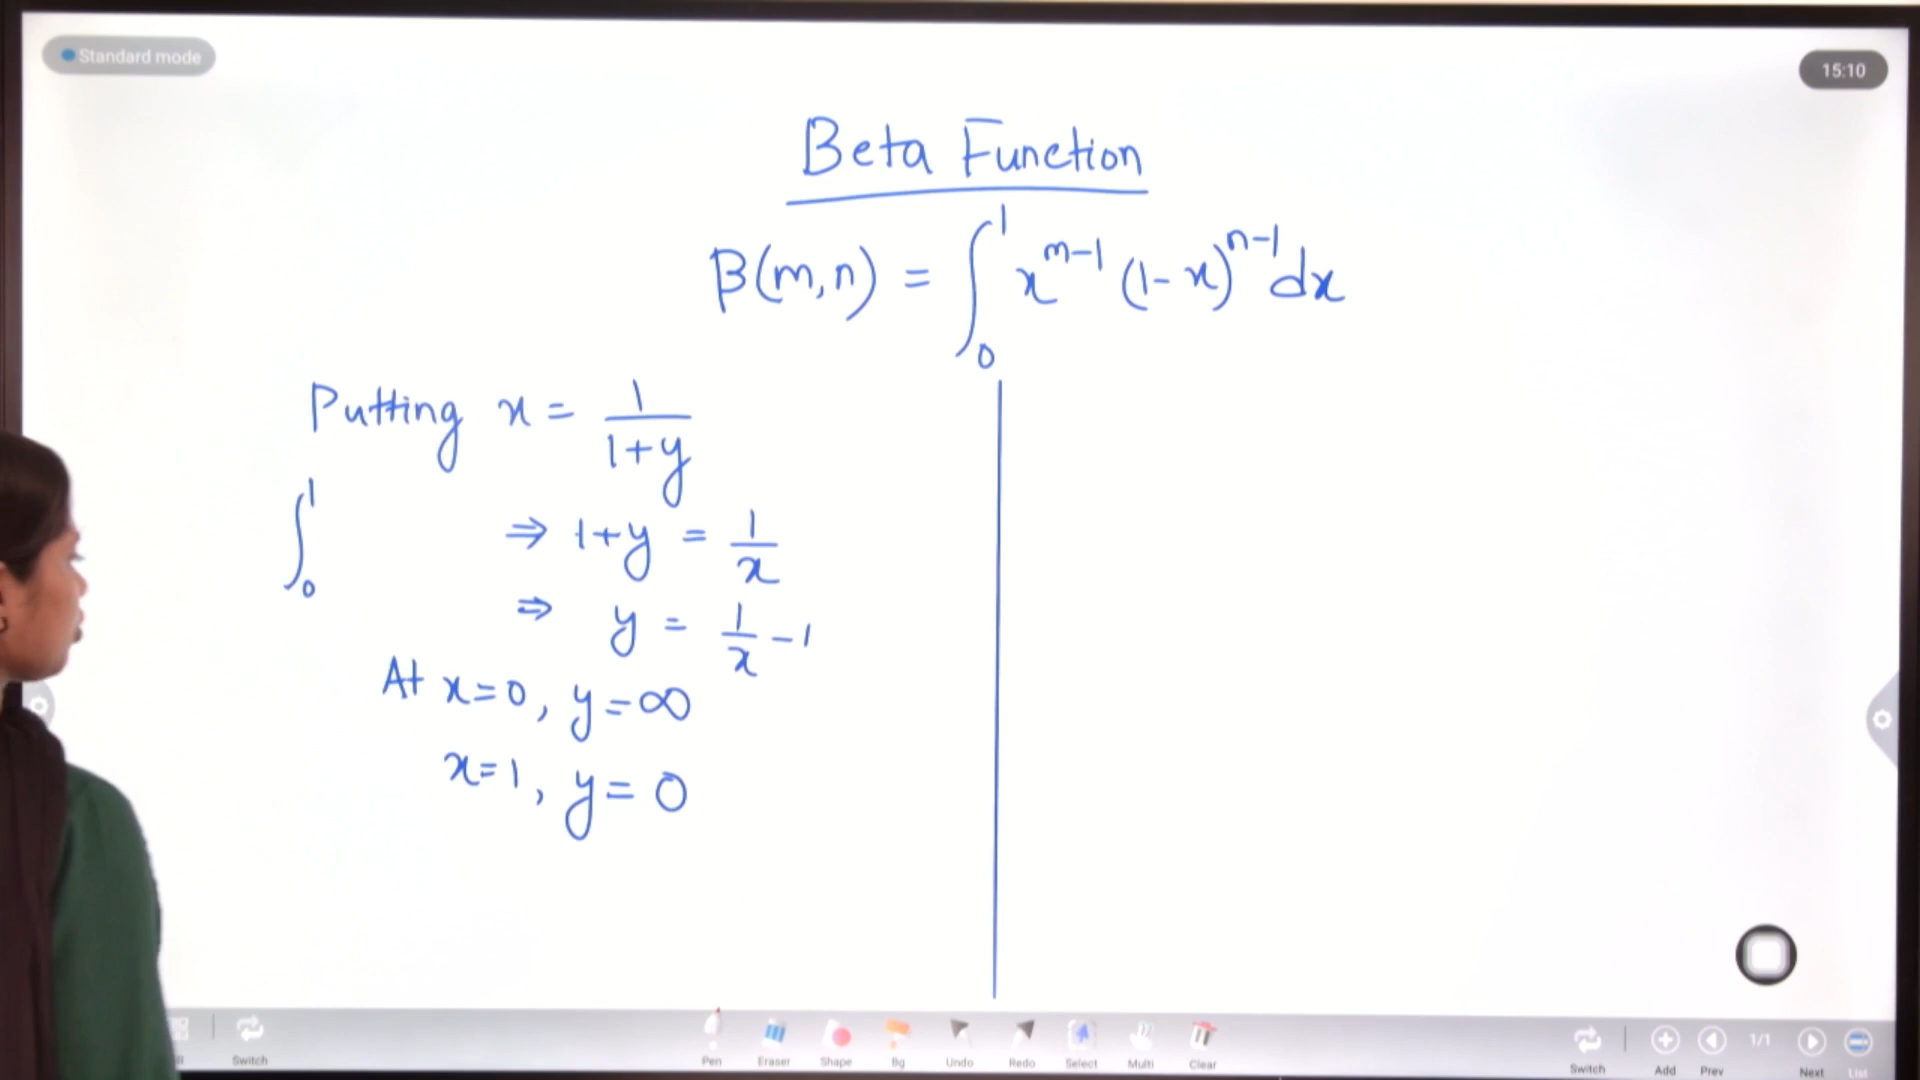 Standard mode
15:10
Beta Function
β(m,n) = ∫₀¹ x^(m-1) (1-x)^(n-1) dx
Putting x = 1/(1+y)
∫₀¹
⇒ 1+y = 1/x
⇒ y = 1/x - 1
At x=0, y=∞
x=1, y=0
Switch
Pen
Eraser
Shape
Bg
Undo
Redo
Select
Multi
Clear
Switch
Add
Prev
1/1
Next
List